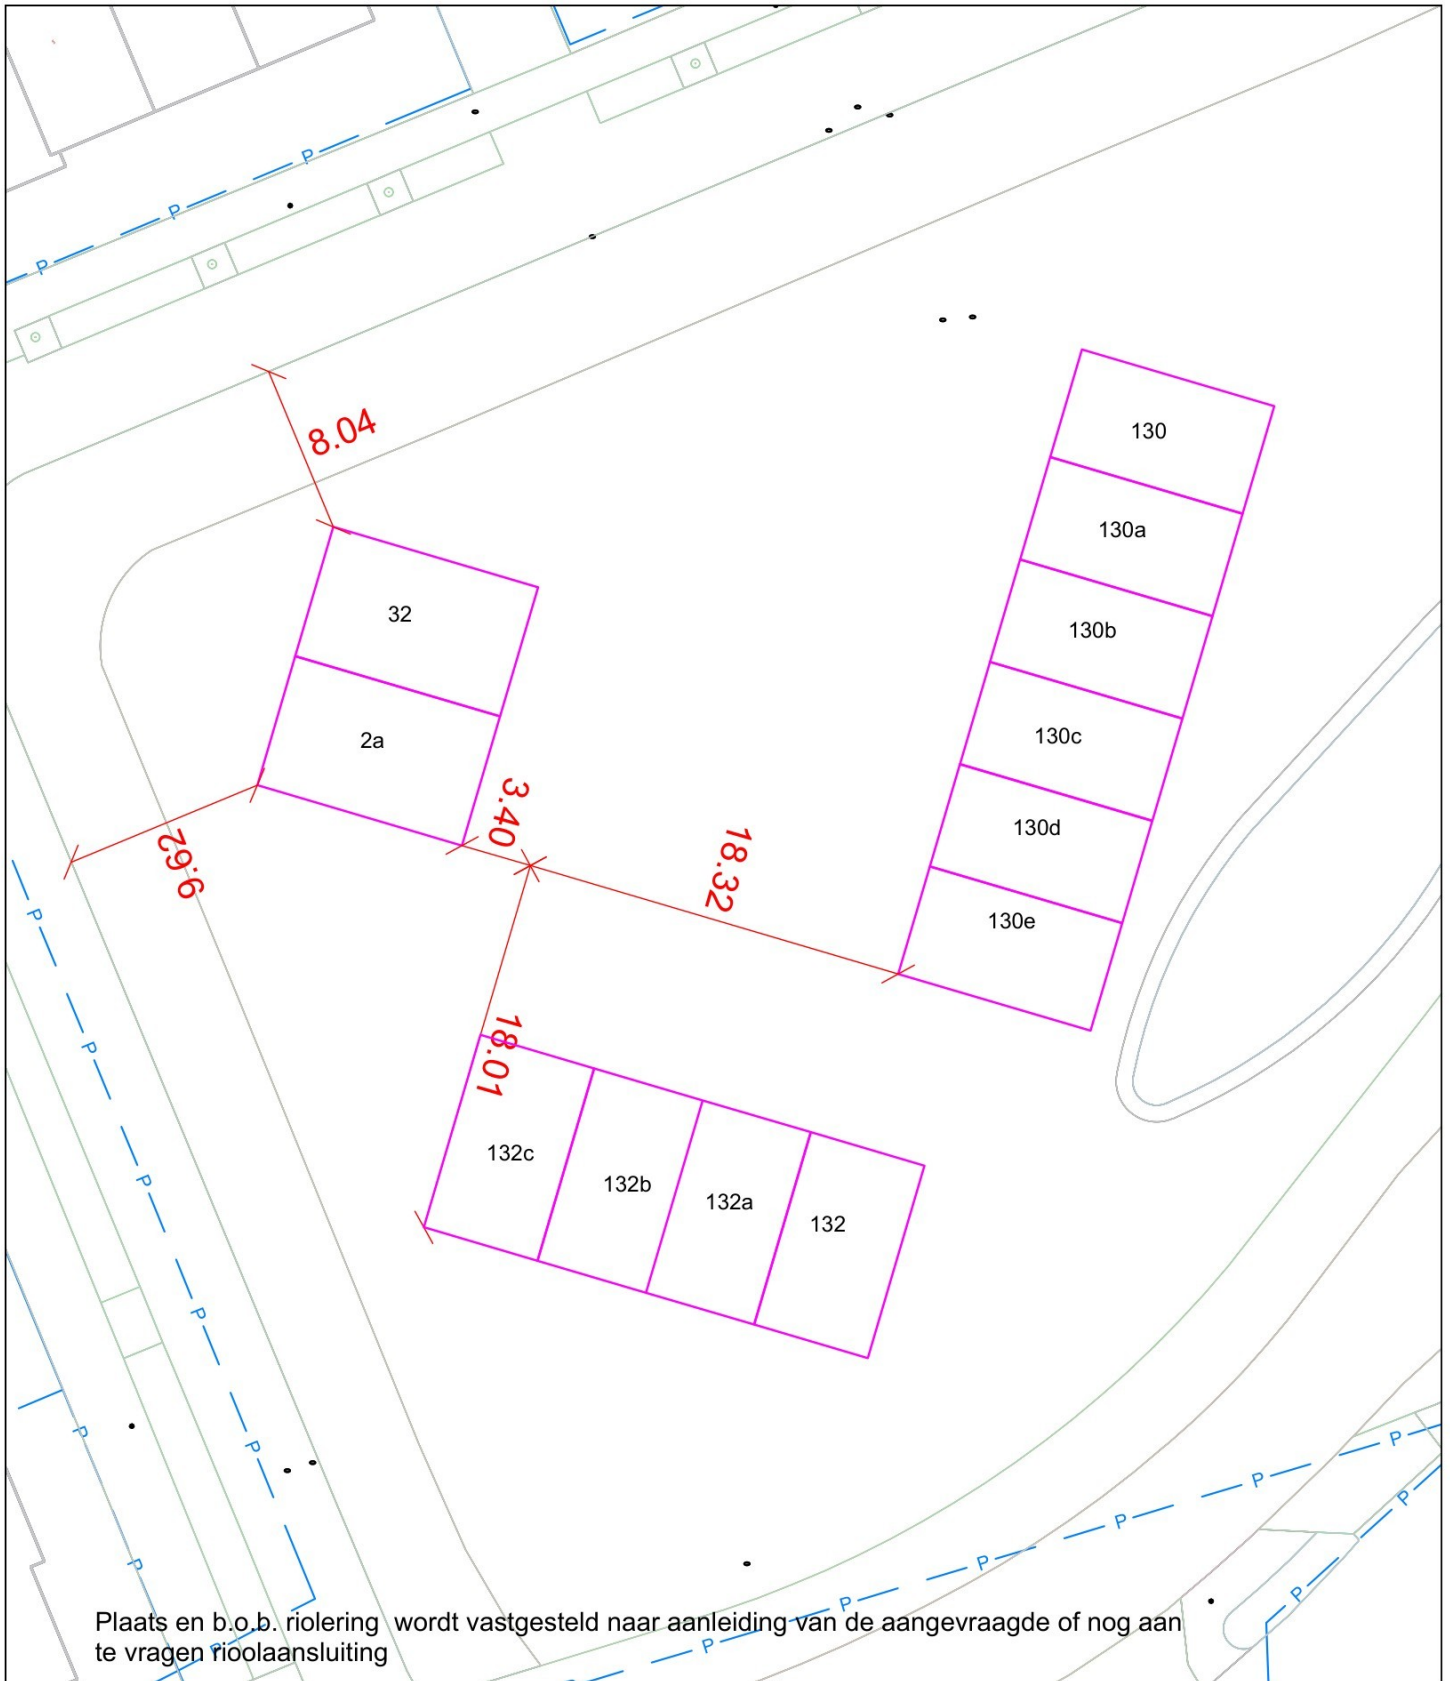 P
P
P
8.04
130
130a
32
130b
2a
130c
3.40
130d
18.32
9.62
P
130e
18.01
P
132c
P
132b
132a
132
P
P
P
P
P
P
P
P
P
P
P
Plaats en b.o.b. riolering wordt vastgesteld naar aanleiding van de aangevraagde of nog aan
te vragen rioolaansluiting
P
P